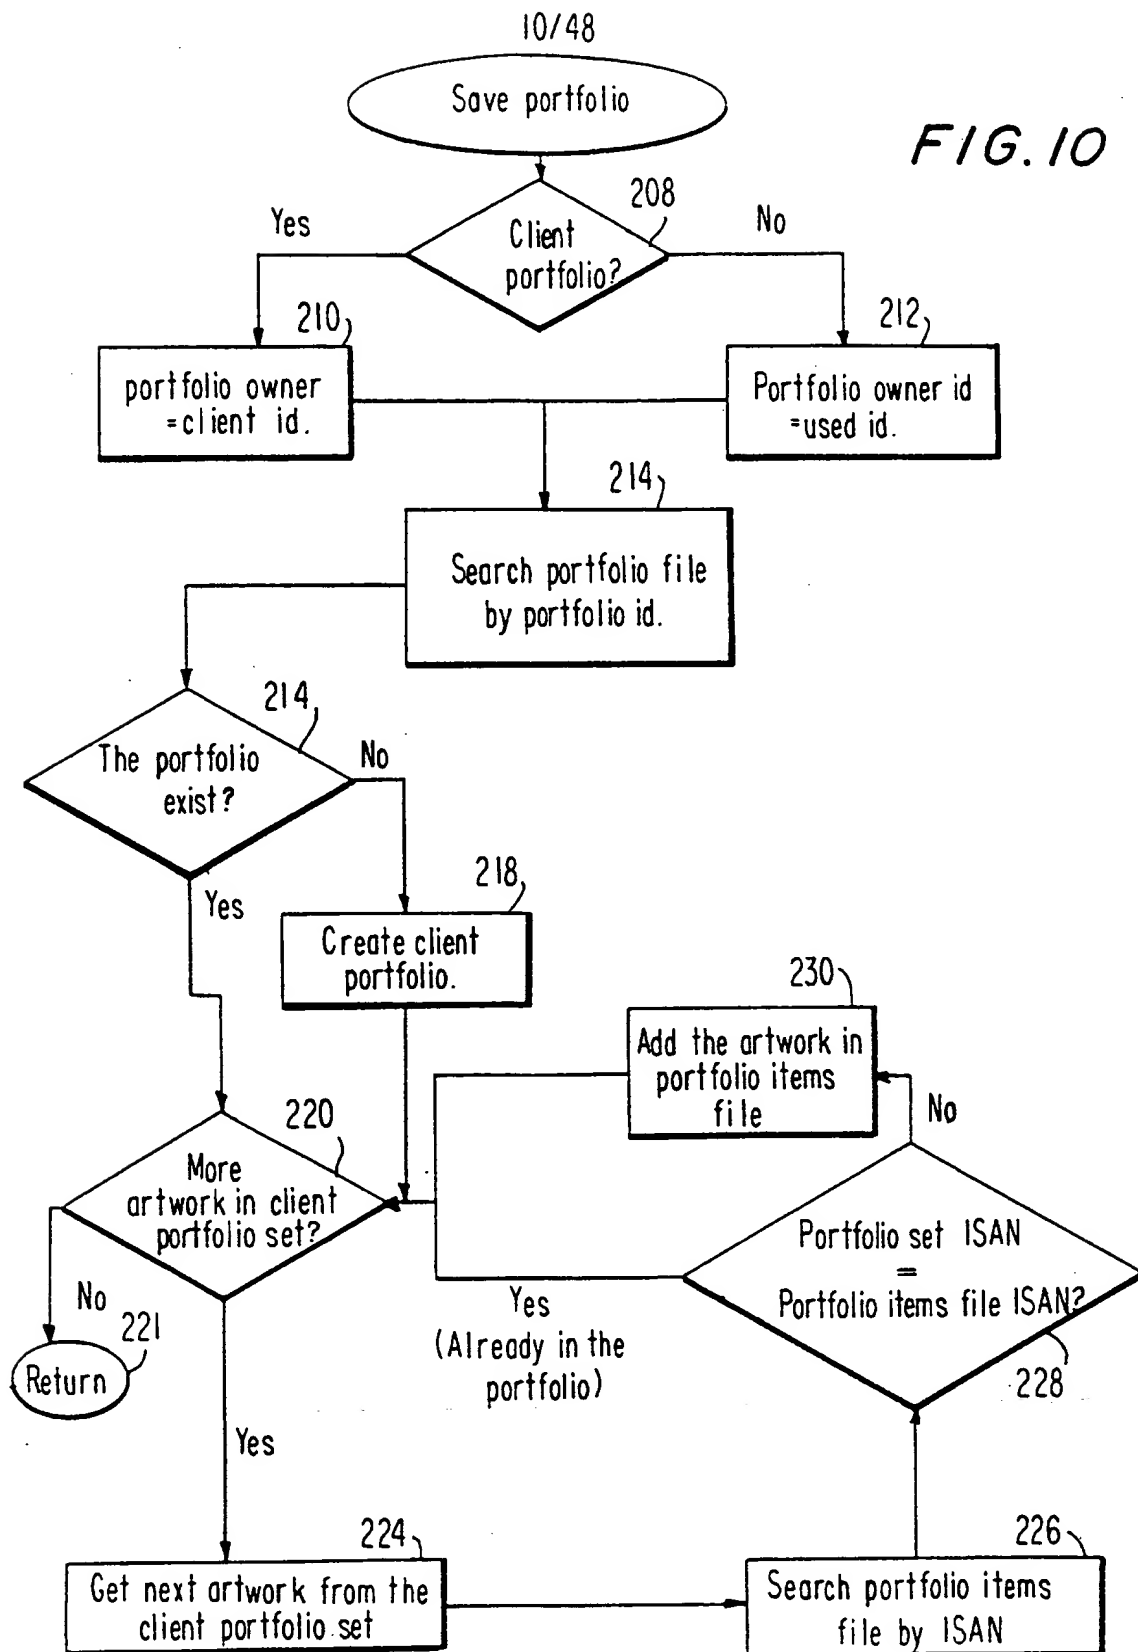 10/48
Save portfolio
FIG. 10
208
Yes
Client
portfolio?
No
210
portfolio owner
=client id.
212
Portfolio owner id
=used id.
214
Search portfolio file
by portfolio id.
214
The portfolio
exist?
No
Yes
218
Create client
portfolio.
230
Add the artwork in
portfolio items
file
No
220
More
artwork in client
portfolio set?
Portfolio set ISAN
=
Portfolio items file ISAN?
228
No
221
Return
Yes
(Already in the
portfolio)
Yes
224
Get next artwork from the
client portfolio set
226
Search portfolio items
file by ISAN